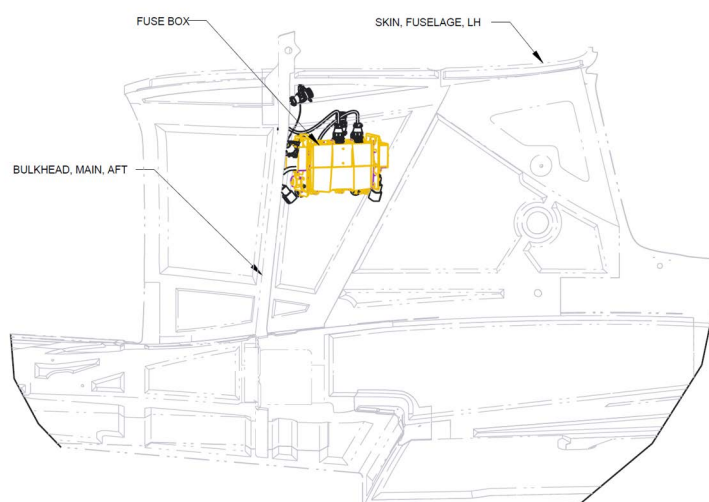 FUSE BOX
SKIN, FUSELAGE, LH
BULKHEAD, MAIN, AFT